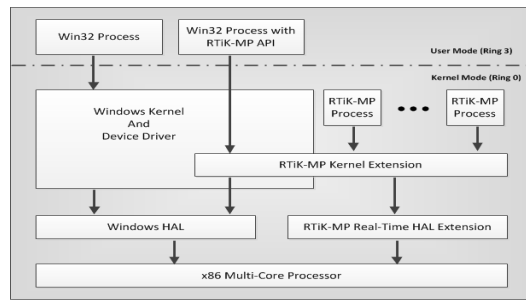 Win32 Process
Win32 Process with
RTiK-MP API
User Mode (Ring 3)
Kernel Mode (Ring 0)
Windows Kernel
And
Device Driver
RTiK-MP
Process
RTiK-MP
Process
RTiK-MP Kernel Extension
Windows HAL
RTiK-MP Real-Time HAL Extension
x86 Multi-Core Processor